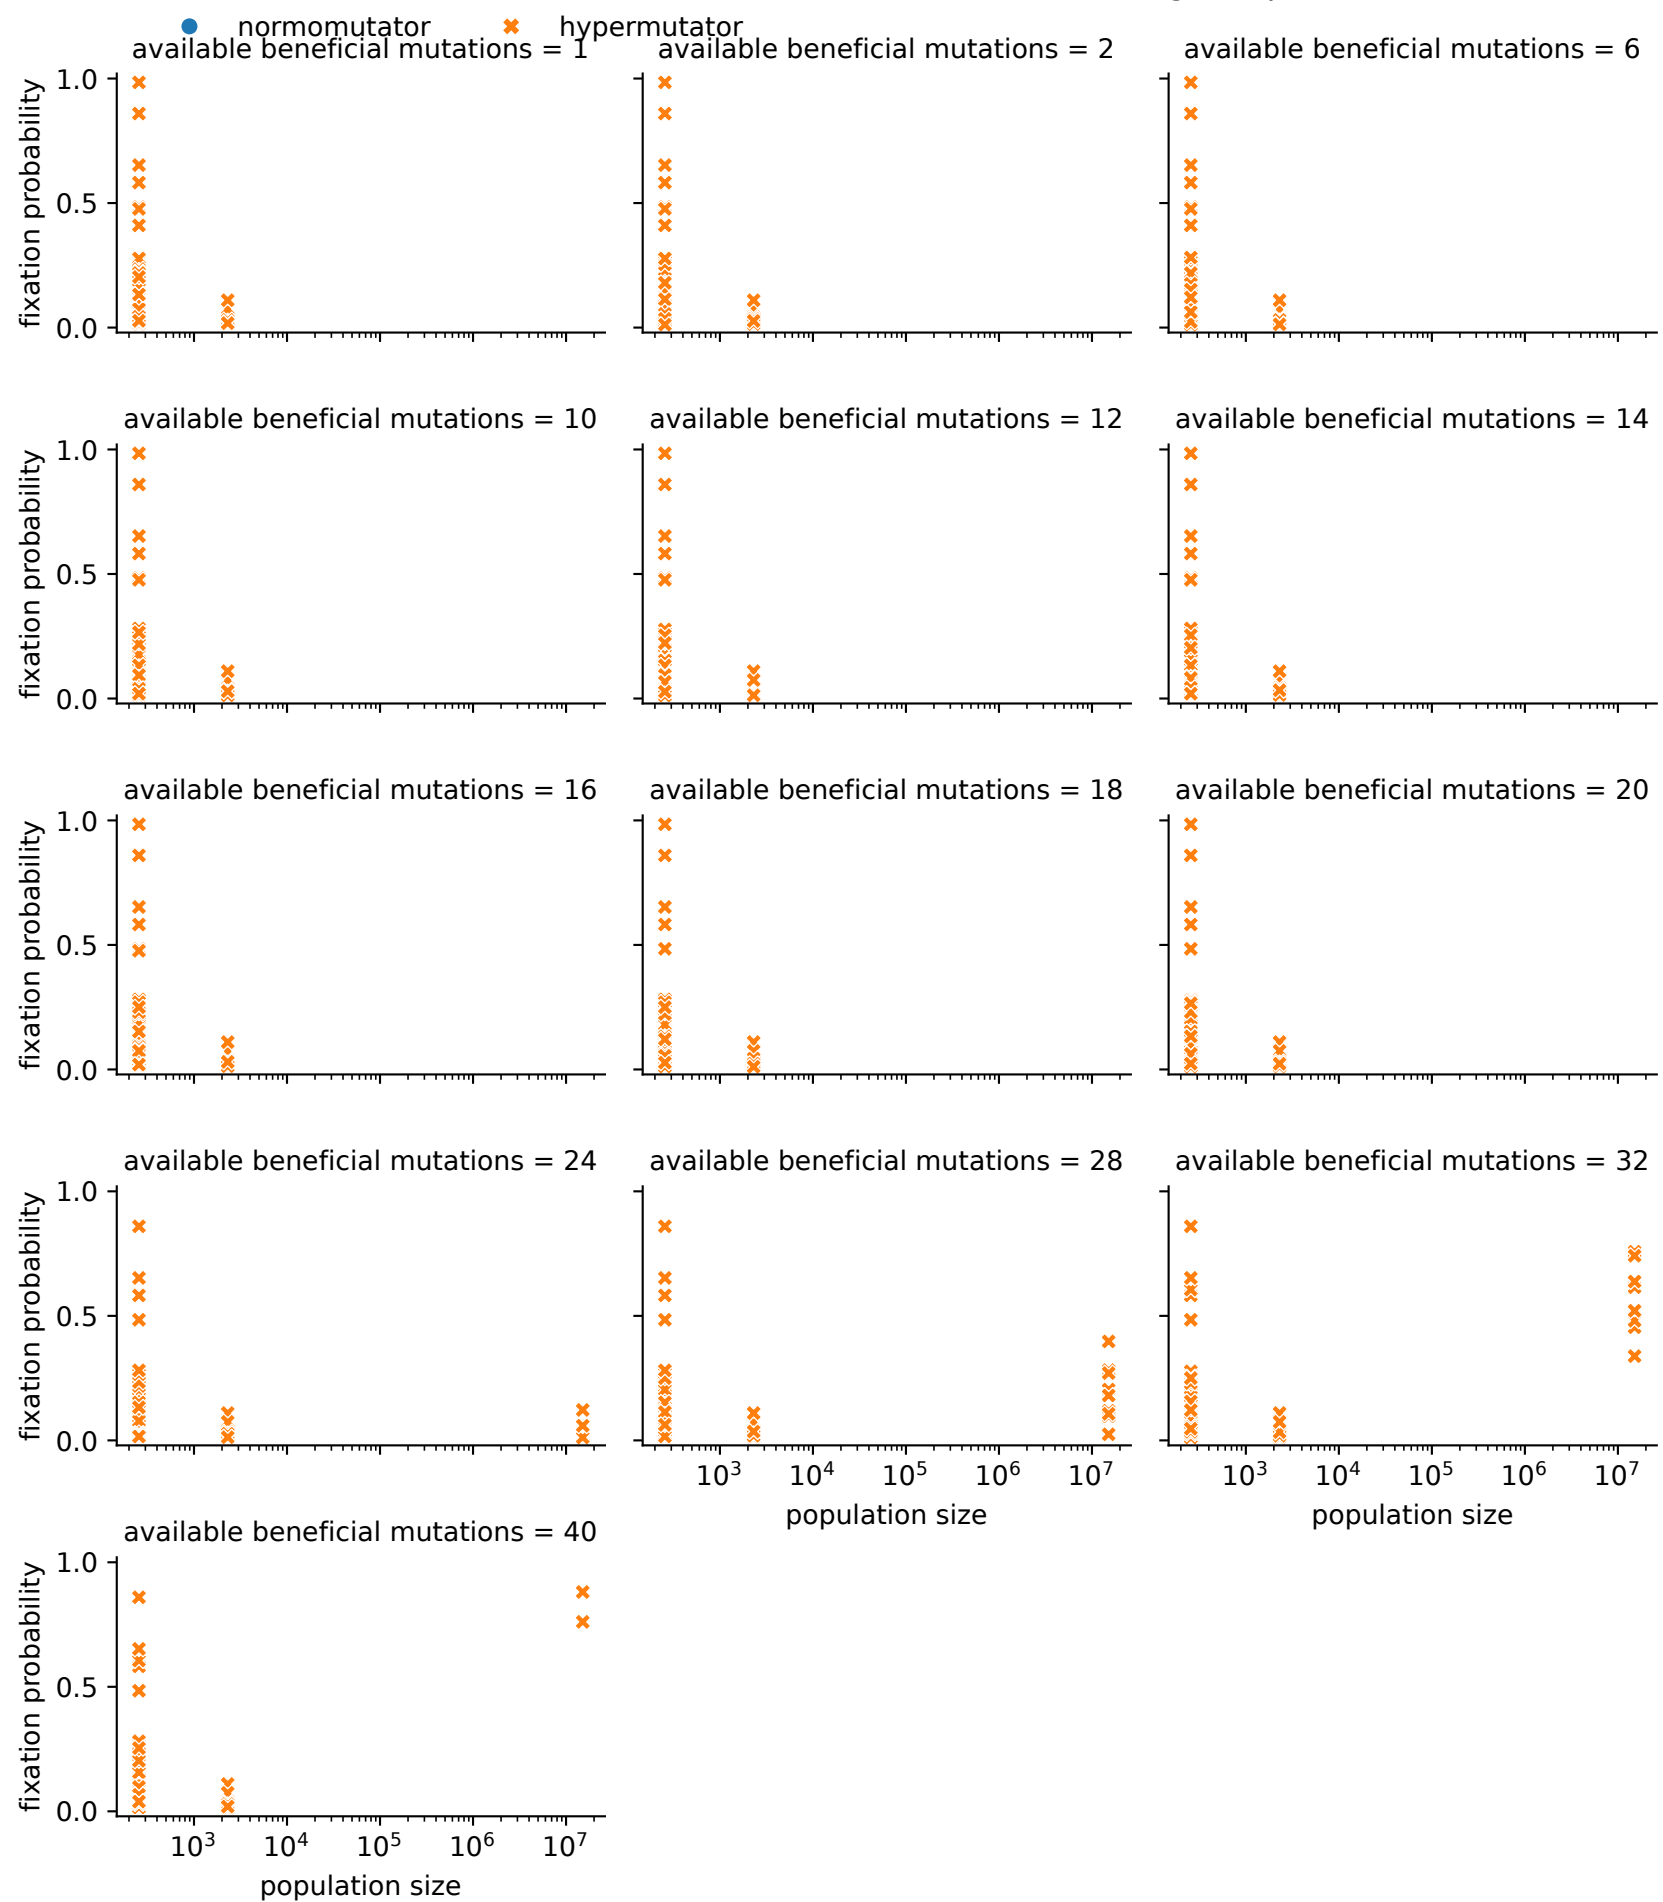 normomutator hypermutator
available beneficial mutations = 1 available beneficial mutations = 2 available beneficial mutations = 6
fixation probability
1.0
0.5
0.0
available beneficial mutations = 10 available beneficial mutations = 12 available beneficial mutations = 14
fixation probability
1.0
0.5
0.0
available beneficial mutations = 16 available beneficial mutations = 18 available beneficial mutations = 20
fixation probability
1.0
0.5
0.0
available beneficial mutations = 24 available beneficial mutations = 28 available beneficial mutations = 32
fixation probability
1.0
0.5
0.0
10³ 10⁴ 10⁵ 10⁶ 10⁷ 10³ 10⁴ 10⁵ 10⁶ 10⁷
population size population size
available beneficial mutations = 40
fixation probability
1.0
0.5
0.0
10³ 10⁴ 10⁵ 10⁶ 10⁷
population size